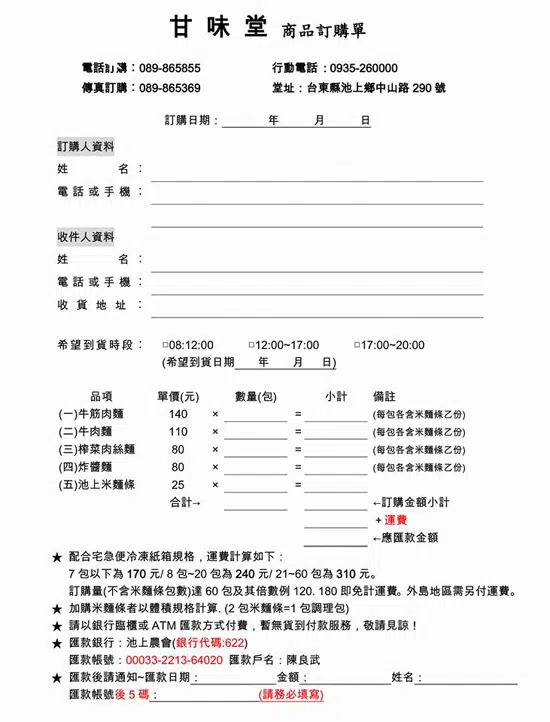 甘味堂 商品訂購單
電話訂購：089-865855 行動電話：0935-260000
傳真訂購：089-865369 堂址：台東縣池上鄉中山路 290 號
訂購日期： 年 月 日
訂購人資料
姓名：
電話或手機：
收件人資料
姓名：
電話或手機：
收貨地址：
希望到貨時段： □08:12:00 □12:00~17:00 □17:00~20:00
(希望到貨日期 年 月 日)
品項 單價(元) 數量(包) 小計 備註
(一)牛筋肉麵 140 × = (每包各含米麵條乙份)
(二)牛肉麵 110 × = (每包各含米麵條乙份)
(三)榨菜肉絲麵 80 × = (每包各含米麵條乙份)
(四)炸醬麵 80 × = (每包各含米麵條乙份)
(五)池上米麵條 25 × =
合計→ ←訂購金額小計
+運費
←應匯款金額
★ 配合宅急便冷凍紙箱規格，運費計算如下：
7 包以下為 170 元/ 8 包~20 包為 240 元/ 21~60 包為 310 元。
訂購量(不含米麵條包數)達 60 包及其倍數例 120. 180 即免計運費。外島地區需另付運費。
★ 加購米麵條者以體積規格計算. (2 包米麵條=1 包調理包)
★ 請以銀行臨櫃或 ATM 匯款方式付費，暫無貨到付款服務，敬請見諒！
★ 匯款銀行：池上農會(銀行代碼:622)
匯款帳號：00033-2213-64020 匯款戶名：陳良武
★ 匯款後請通知~匯款日期： 金額： 姓名：
匯款帳號後 5 碼： (請務必填寫)